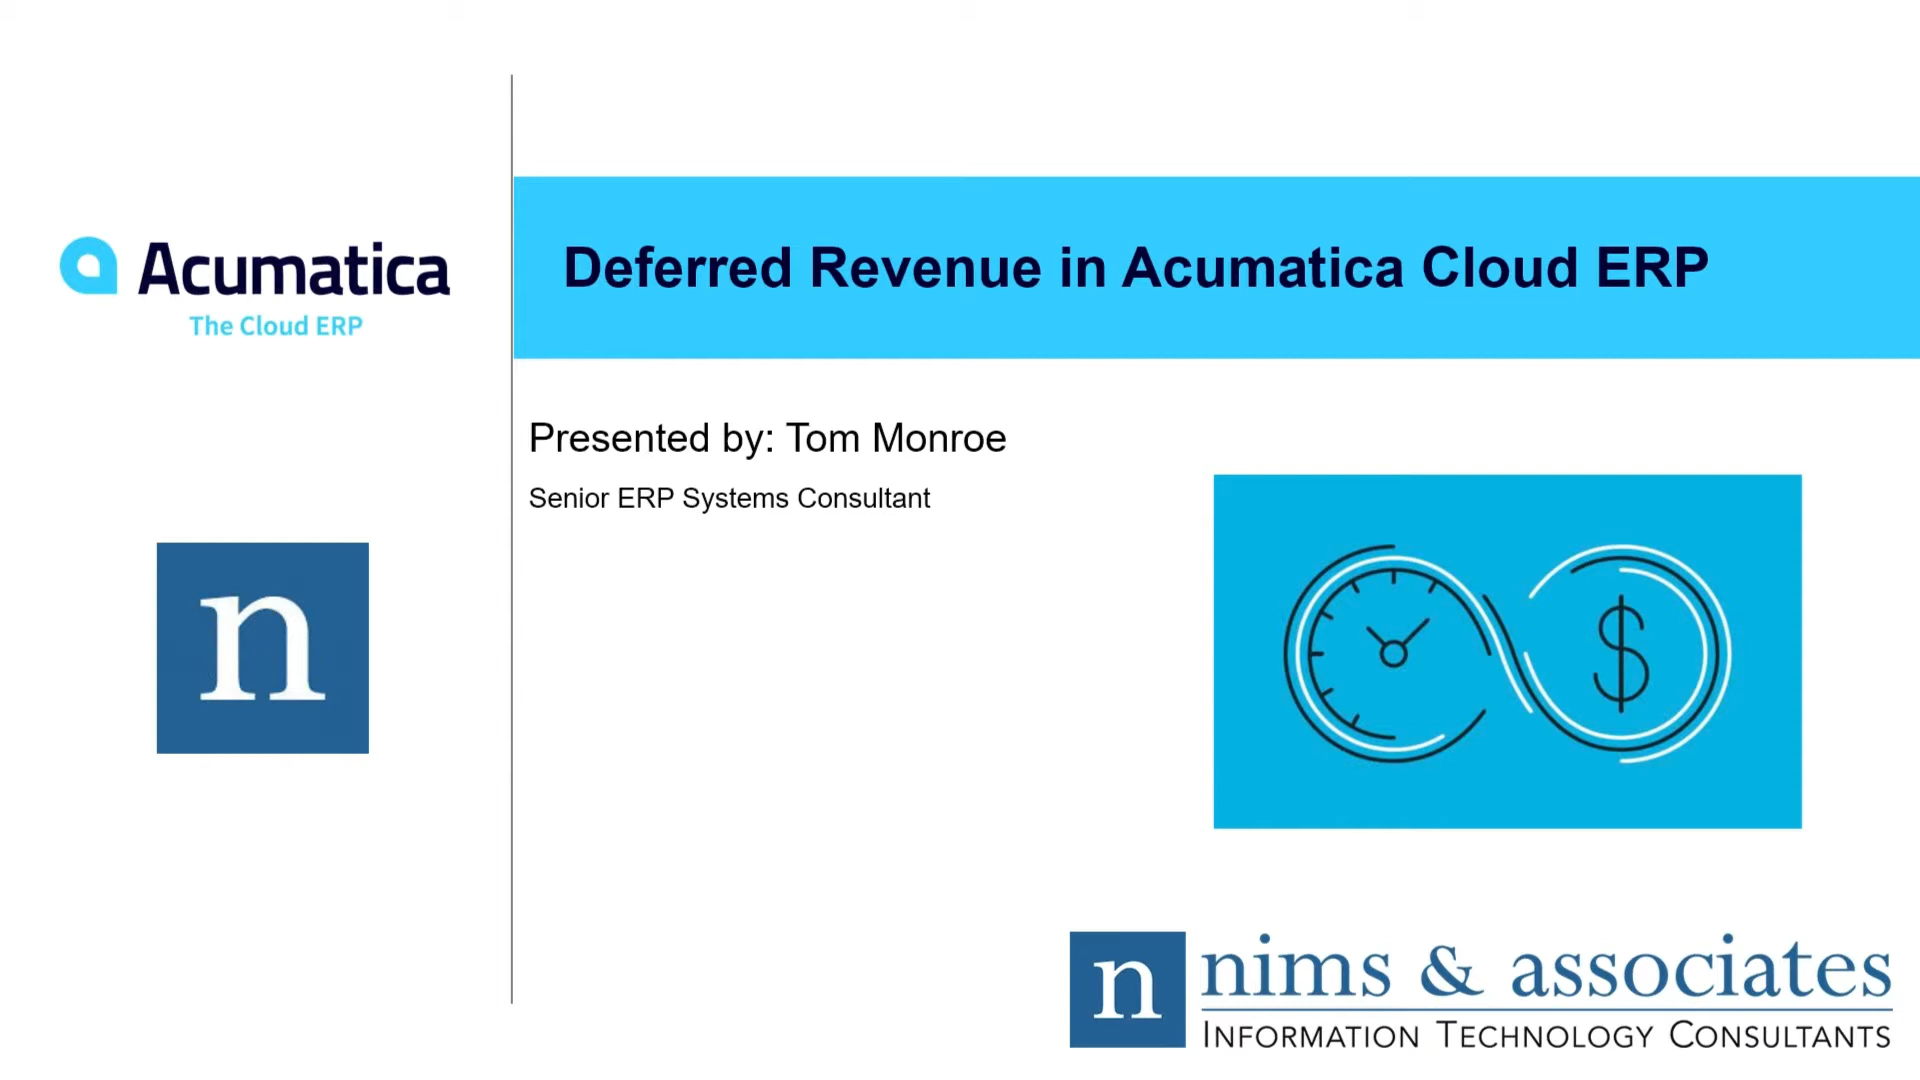 Acumatica
The Cloud ERP
n
Deferred Revenue in Acumatica Cloud ERP
Presented by: Tom Monroe
Senior ERP Systems Consultant
$
n nims & associates
INFORMATION TECHNOLOGY CONSULTANTS